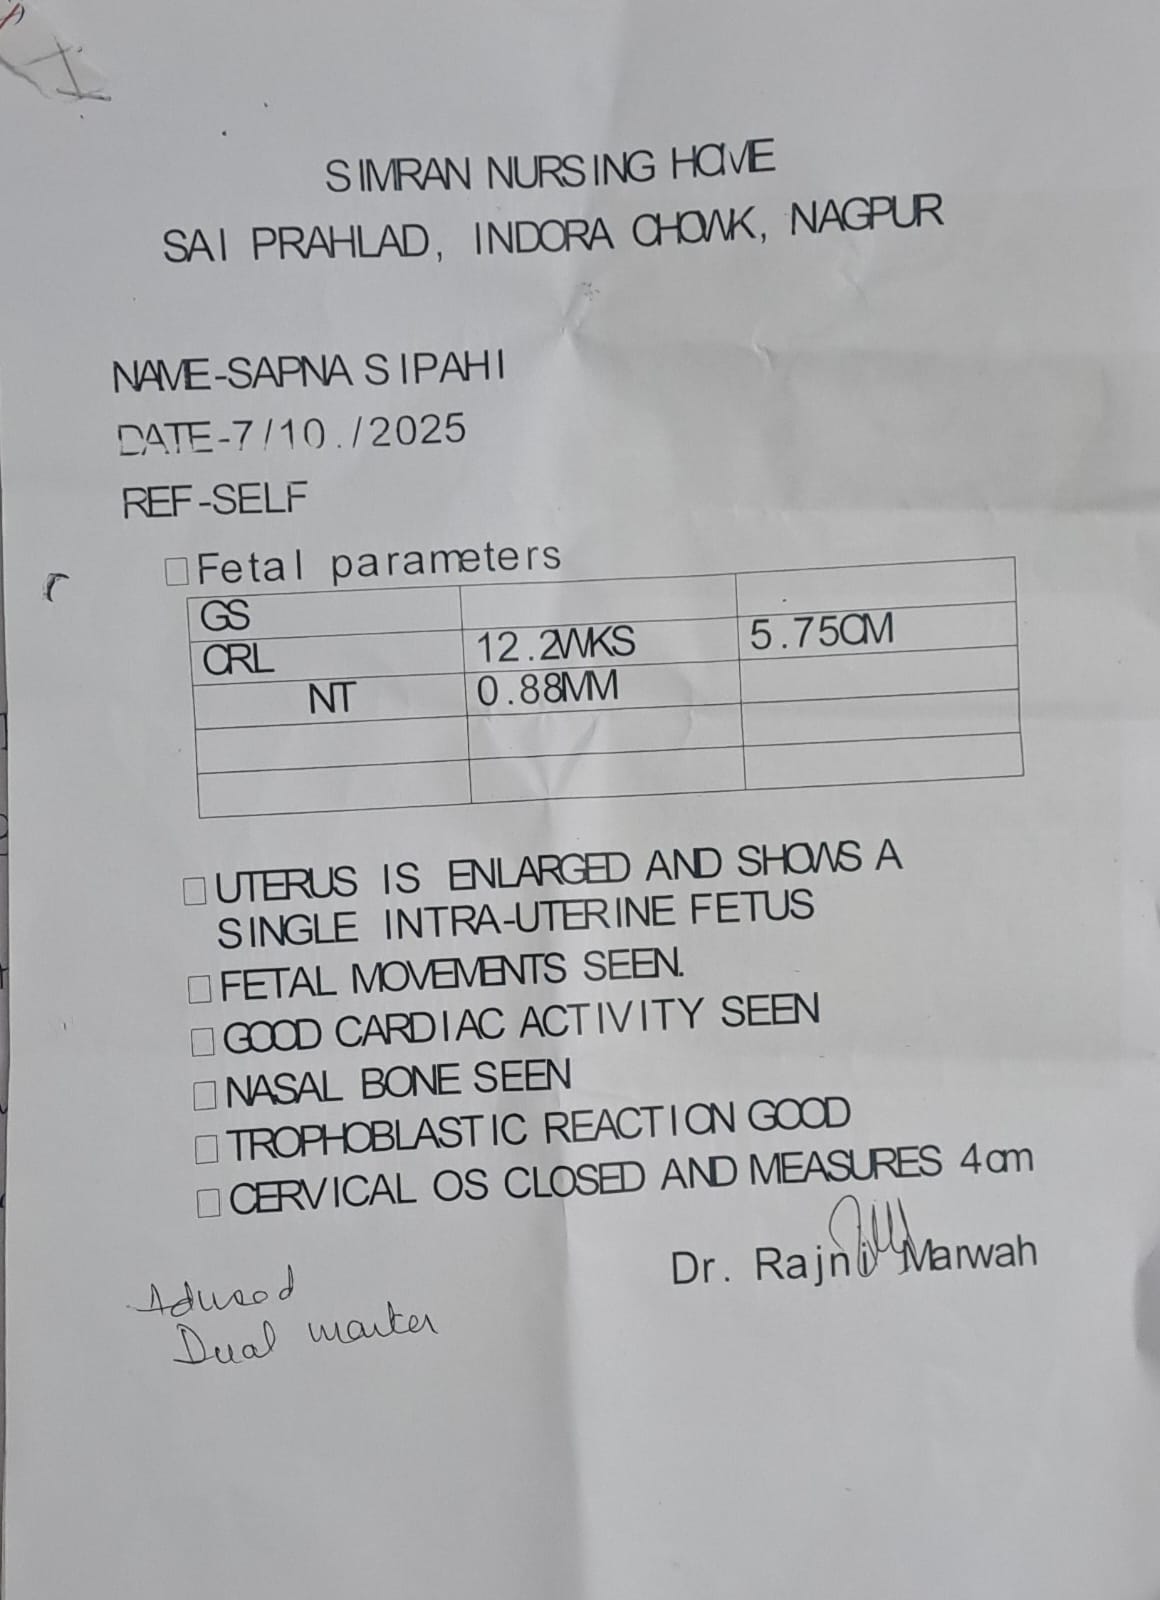 SIMRAN NURSING HOME
SAI PRAHLAD, INDORA CHOWK, NAGPUR
NAME-SAPNA SIPAHI
DATE-7/10./2025
REF-SELF
Fetal parameters
GS
CRL 12.2WKS 5.75CM
NT 0.88MM
UTERUS IS ENLARGED AND SHOWS A
SINGLE INTRA-UTERINE FETUS
FETAL MOVEMENTS SEEN.
GOOD CARDIAC ACTIVITY SEEN
NASAL BONE SEEN
TROPHOBLASTIC REACTION GOOD
CERVICAL OS CLOSED AND MEASURES 4cm
Dr. Rajni Marwah
Advised
Dual marker